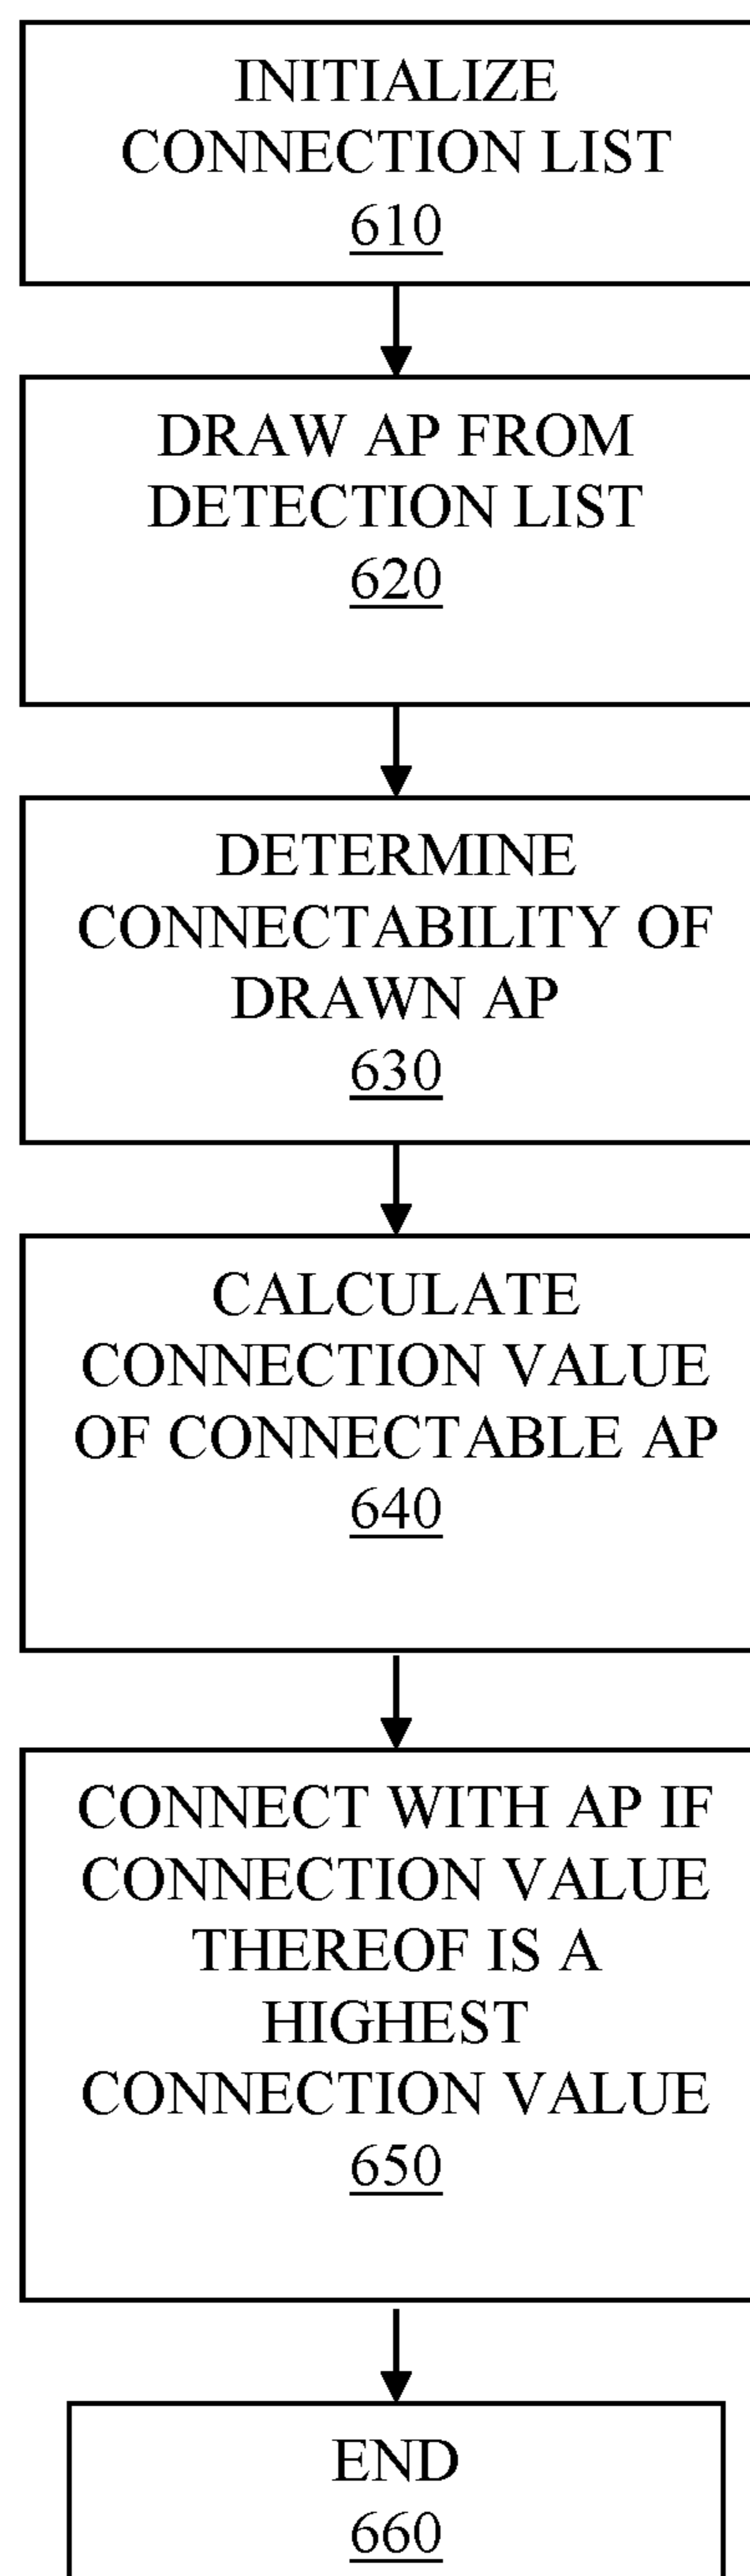 INITIALIZE
CONNECTION LIST
610
DRAW AP FROM
DETECTION LIST
620
DETERMINE
CONNECTABILITY OF
DRAWN AP
630
CALCULATE
CONNECTION VALUE
OF CONNECTABLE AP
640
CONNECT WITH AP IF
CONNECTION VALUE
THEREOF IS A
HIGHEST
CONNECTION VALUE
650
END
660